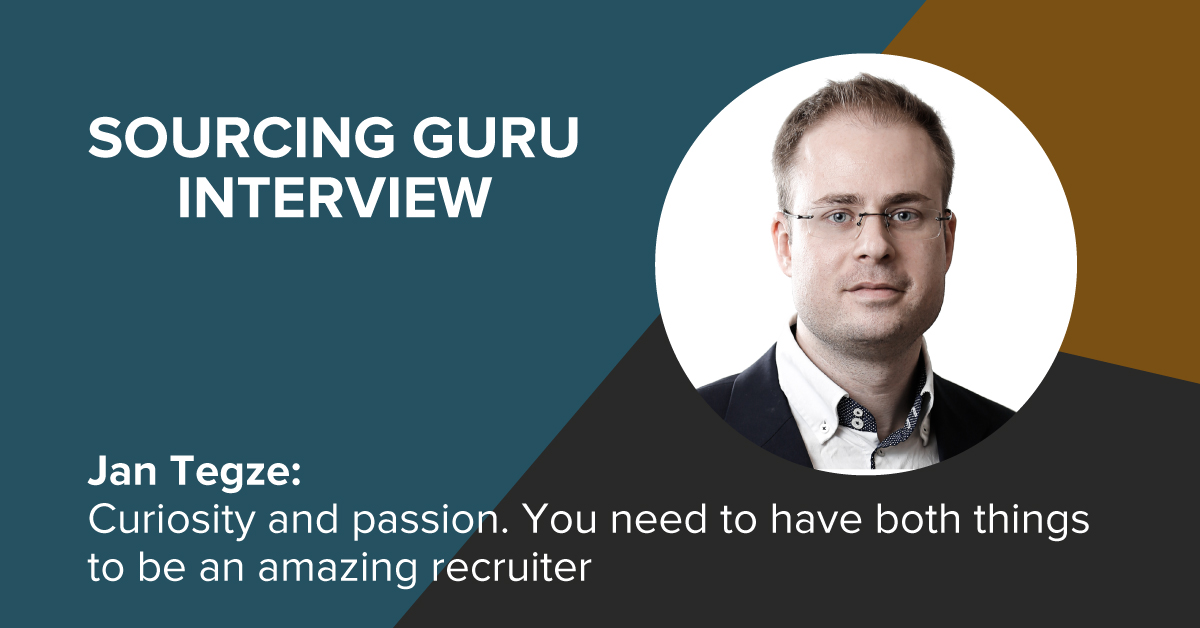 SOURCING GURU
INTERVIEW
Jan Tegze:
Curiosity and passion. You need to have both things
to be an amazing recruiter